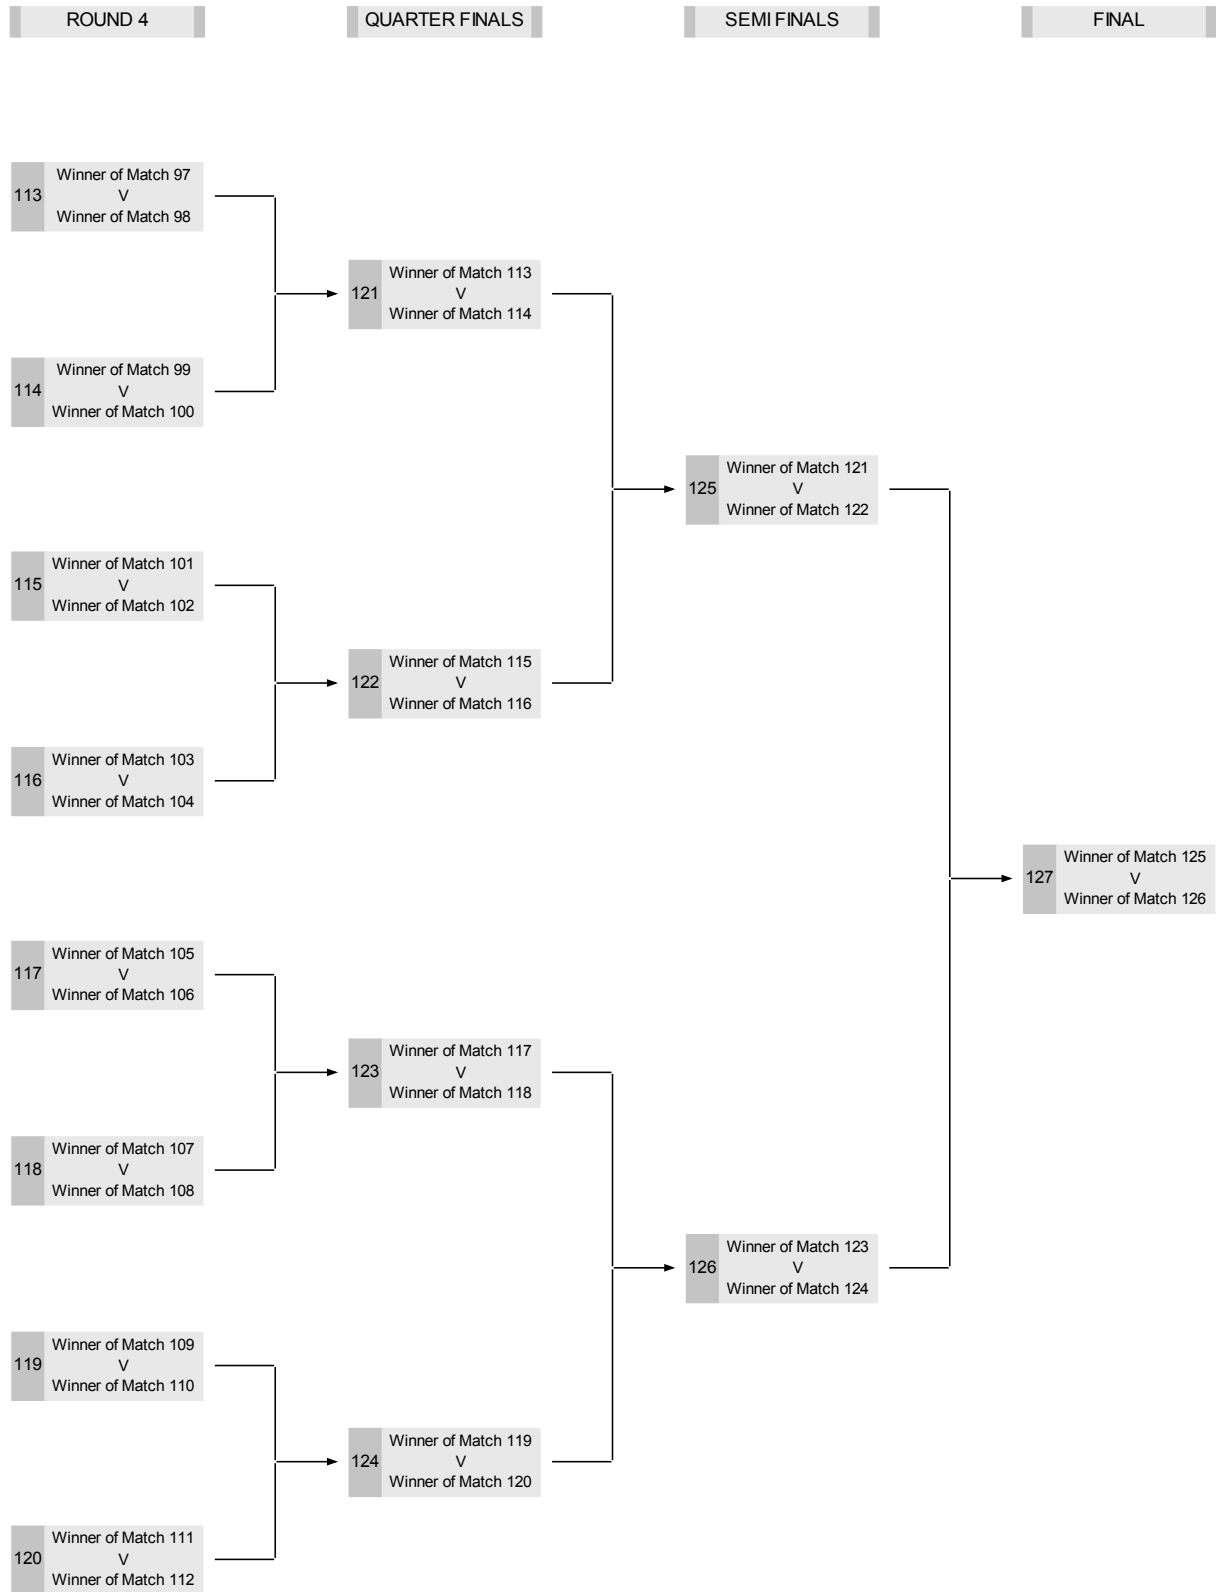 ROUND 4
QUARTER FINALS
SEMI FINALS
FINAL
113
Winner of Match 97
V
Winner of Match 98
114
Winner of Match 99
V
Winner of Match 100
115
Winner of Match 101
V
Winner of Match 102
116
Winner of Match 103
V
Winner of Match 104
117
Winner of Match 105
V
Winner of Match 106
118
Winner of Match 107
V
Winner of Match 108
119
Winner of Match 109
V
Winner of Match 110
120
Winner of Match 111
V
Winner of Match 112
121
Winner of Match 113
V
Winner of Match 114
122
Winner of Match 115
V
Winner of Match 116
123
Winner of Match 117
V
Winner of Match 118
124
Winner of Match 119
V
Winner of Match 120
125
Winner of Match 121
V
Winner of Match 122
126
Winner of Match 123
V
Winner of Match 124
127
Winner of Match 125
V
Winner of Match 126